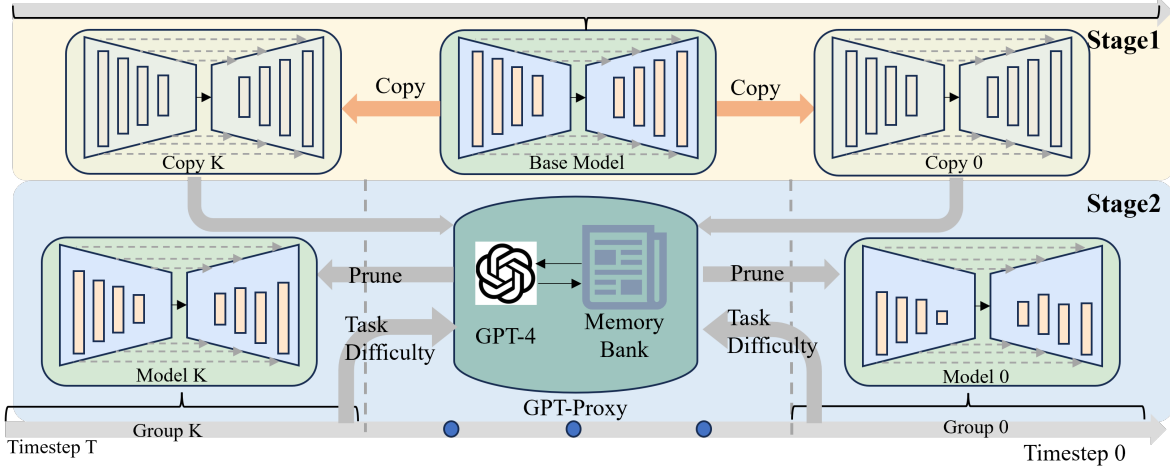 Stage1
Copy
Copy
Copy K
Base Model
Copy 0
Stage2
Prune
Prune
GPT-4
Memory
Bank
Task
Difficulty
Task
Difficulty
Model K
Model 0
GPT-Proxy
Group K
Group 0
Timestep T
Timestep 0